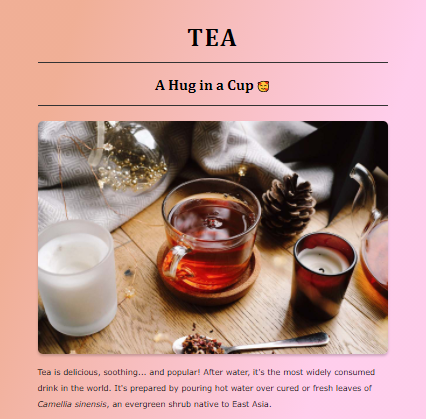 TEA
A Hug in a Cup 🥰
Tea is delicious, soothing... and popular! After water, it's the most widely consumed
drink in the world. It's prepared by pouring hot water over cured or fresh leaves of
Camellia sinensis, an evergreen shrub native to East Asia.